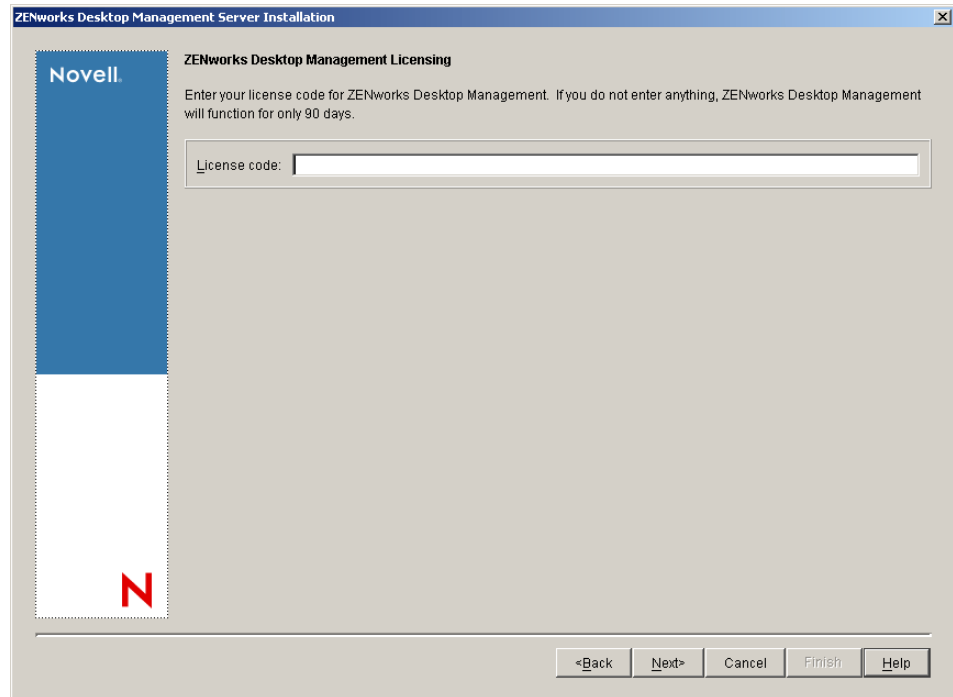 ZENworks Desktop Management Server Installation
Novell.
ZENworks Desktop Management Licensing
Enter your license code for ZENworks Desktop Management. If you do not enter anything, ZENworks Desktop Management
will function for only 90 days.
License code:
N
<Back Next> Cancel Finish Help